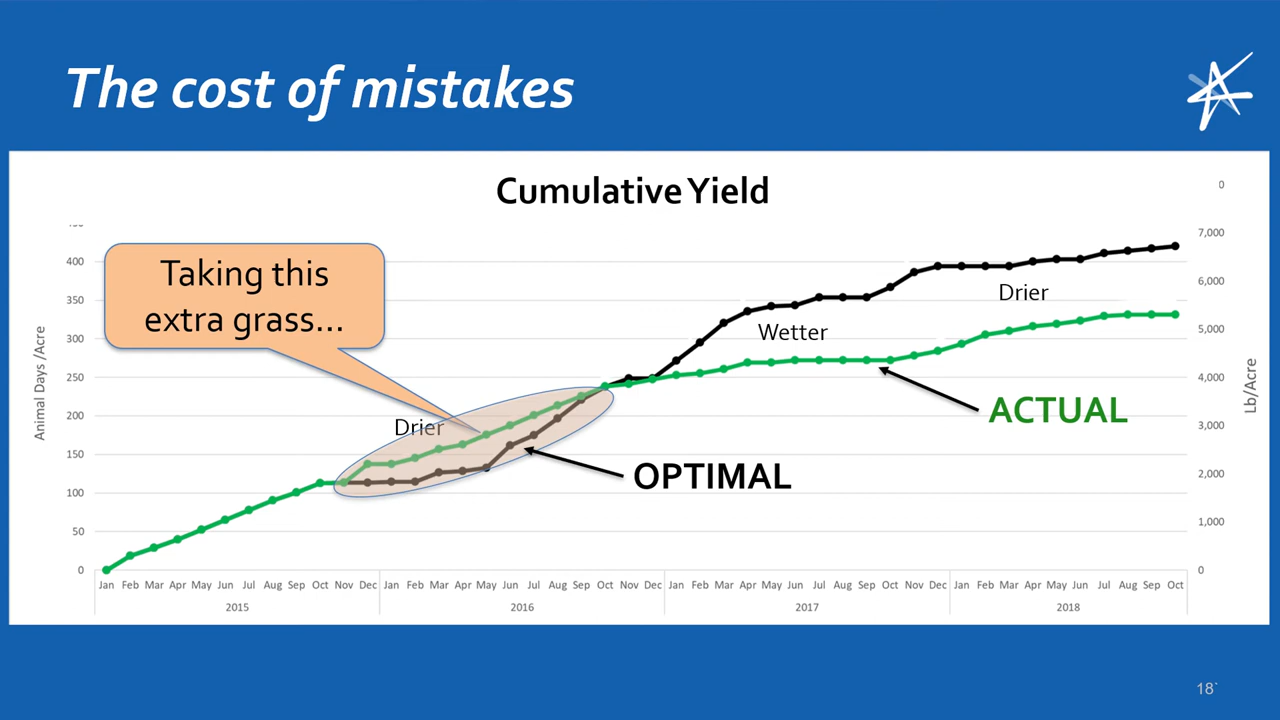 The cost of mistakes
Cumulative Yield
0
7,000
6,000
5,000
4,000
3,000
2,000
1,000
0
Lb/Acre
400
350
300
250
200
150
100
50
0
Animal Days /Acre
Taking this
extra grass...
Drier
Wetter
Drier
ACTUAL
OPTIMAL
Jan Feb Mar Apr May Jun Jul Aug Sep Oct Nov Dec Jan Feb Mar Apr May Jun Jul Aug Sep Oct Nov Dec Jan Feb Mar Apr May Jun Jul Aug Sep Oct Nov Dec Jan Feb Mar Apr May Jun Jul Aug Sep Oct
2015 2016 2017 2018
18`